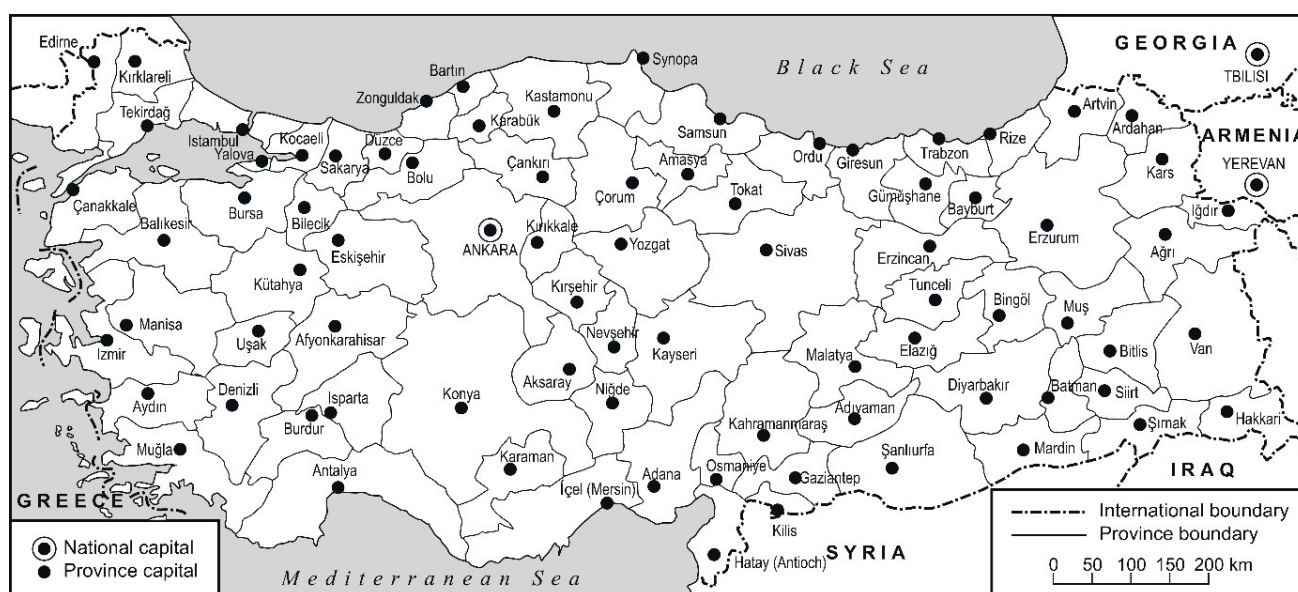 Edirne
Kırklareli
Tekirdağ
Istambul
Yalova
Kocaeli
Sakarya
Düzce
Bolu
Zonguldak
Bartın
Karabük
Kastamonu
Synopa
Black Sea
GEORGIA
TBILISI
ARMENIA
YEREVAN
Çankırı
Çorum
Samsun
Amasya
Tokat
Ordu
Giresun
Trabzon
Rize
Artvin
Ardahan
Kars
Iğdır
Gümüşhane
Bayburt
Erzurum
Ağrı
Çanakkale
Balıkesir
Bursa
Bilecik
Eskişehir
ANKARA
Kırıkkale
Yozgat
Sivas
Erzincan
Tunceli
Bingöl
Muş
Kütahya
Kırşehir
Manisa
Izmir
Uşak
Afyonkarahisar
Nevşehir
Kayseri
Malatya
Elazığ
Bitlis
Van
Aydın
Denizli
Isparta
Burdur
Konya
Aksaray
Niğde
Kahramanmaraş
Adıyaman
Diyarbakır
Batman
Siirt
Şırnak
Hakkari
Muğla
Antalya
Karaman
İçel (Mersin)
Adana
Osmaniye
Gaziantep
Şanlıurfa
Mardin
IRAQ
GREECE
Kilis
Hatay (Antioch)
SYRIA
Mediterranean Sea
National capital
Province capital
International boundary
Province boundary
0 50 100 200 km